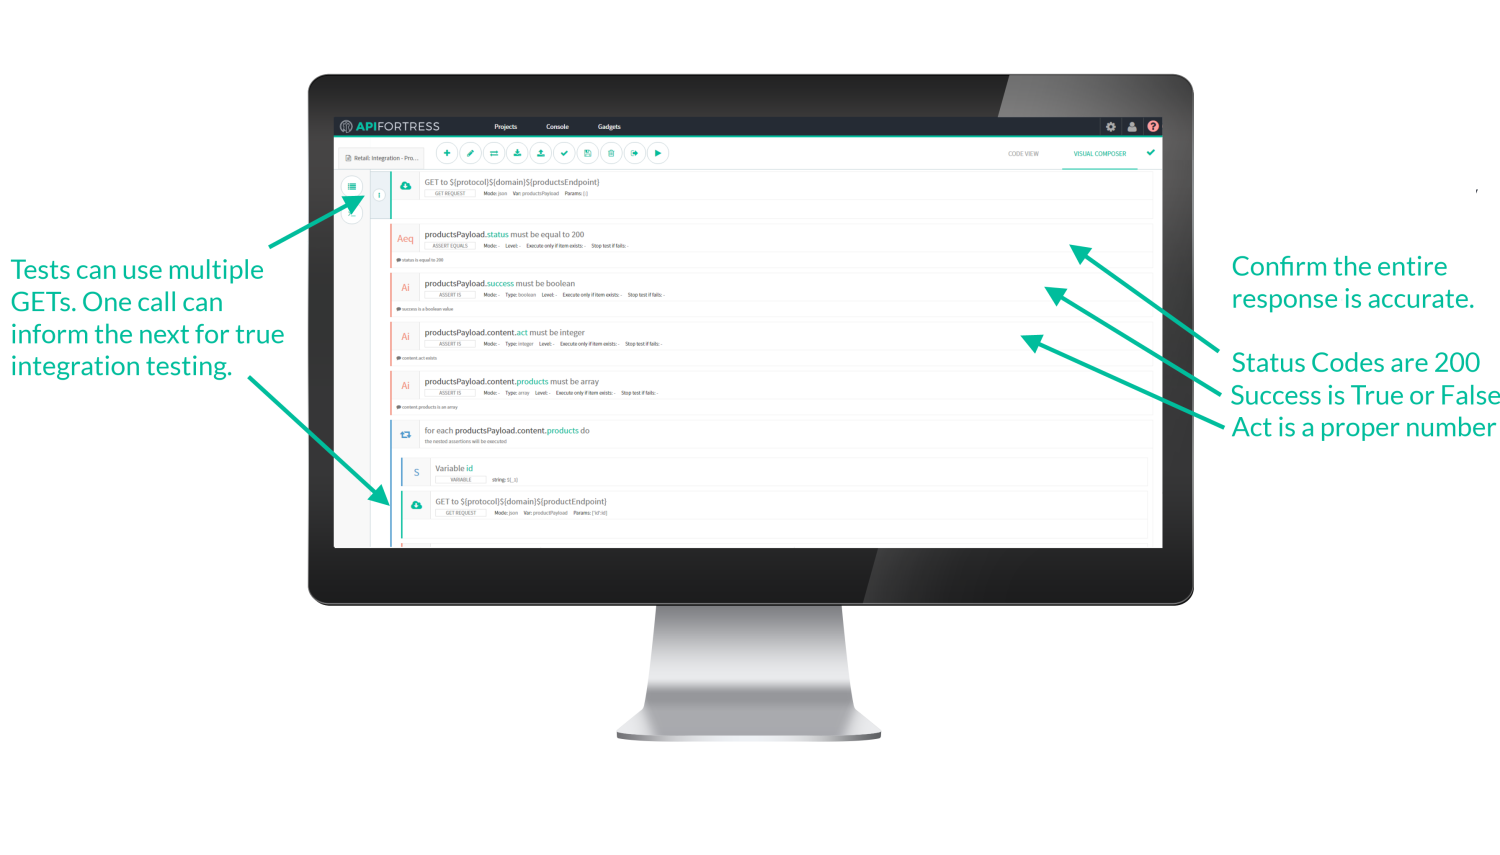 APIFORTRESS
Projects Console Gadgets
?
Retail: Integration - Pro...
CODE VIEW VISUAL COMPOSER
1
GET to ${protocol}${domain}${productsEndpoint}
GET REQUEST Mode: json Var: productsPayload Params: [:]
Aeq
productsPayload.status must be equal to 200
ASSERT EQUALS Mode: - Level: - Execute only if item exists: - Stop test if fails: -
status is equal to 200
Ai
productsPayload.success must be boolean
ASSERT IS Mode: - Type: boolean Level: - Execute only if item exists: - Stop test if fails: -
success is a boolean value
Ai
productsPayload.content.act must be integer
ASSERT IS Mode: - Type: integer Level: - Execute only if item exists: - Stop test if fails: -
content.act exists
Ai
productsPayload.content.products must be array
ASSERT IS Mode: - Type: array Level: - Execute only if item exists: - Stop test if fails: -
content.products is an array
for each productsPayload.content.products do
the nested assertions will be executed
S
Variable id
VARIABLE string: ${_1}
GET to ${protocol}${domain}${productEndpoint}
GET REQUEST Mode: json Var: productPayload Params: ['id':id]
Tests can use multiple
GETs. One call can
inform the next for true
integration testing.
,
Confirm the entire
response is accurate.
Status Codes are 200
Success is True or False
Act is a proper number